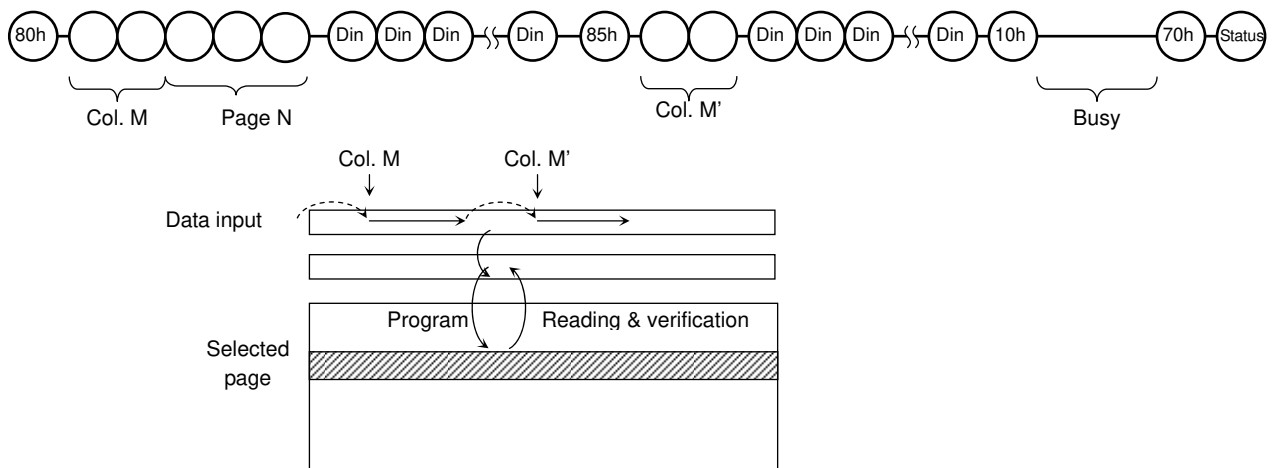 80h Din Din Din Din 85h Din Din Din Din 10h 70h Status
Col. M Page N Col. M’ Busy
Col. M Col. M’
Data input
Program Reading & verification
Selected
page